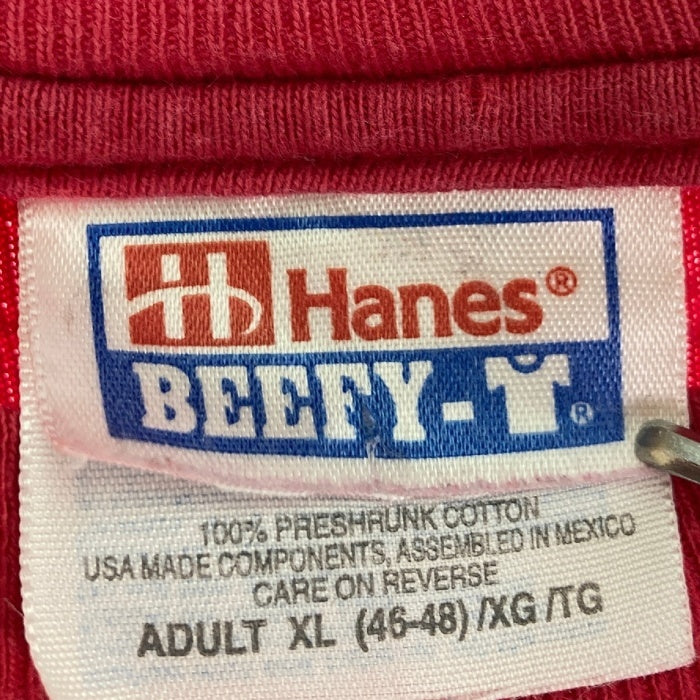 H Hanes®
BEEFY-T®
100% PRESHRUNK COTTON
USA MADE COMPONENTS, ASSEMBLED IN MEXICO
CARE ON REVERSE
ADULT XL (46-48) /XG /TG